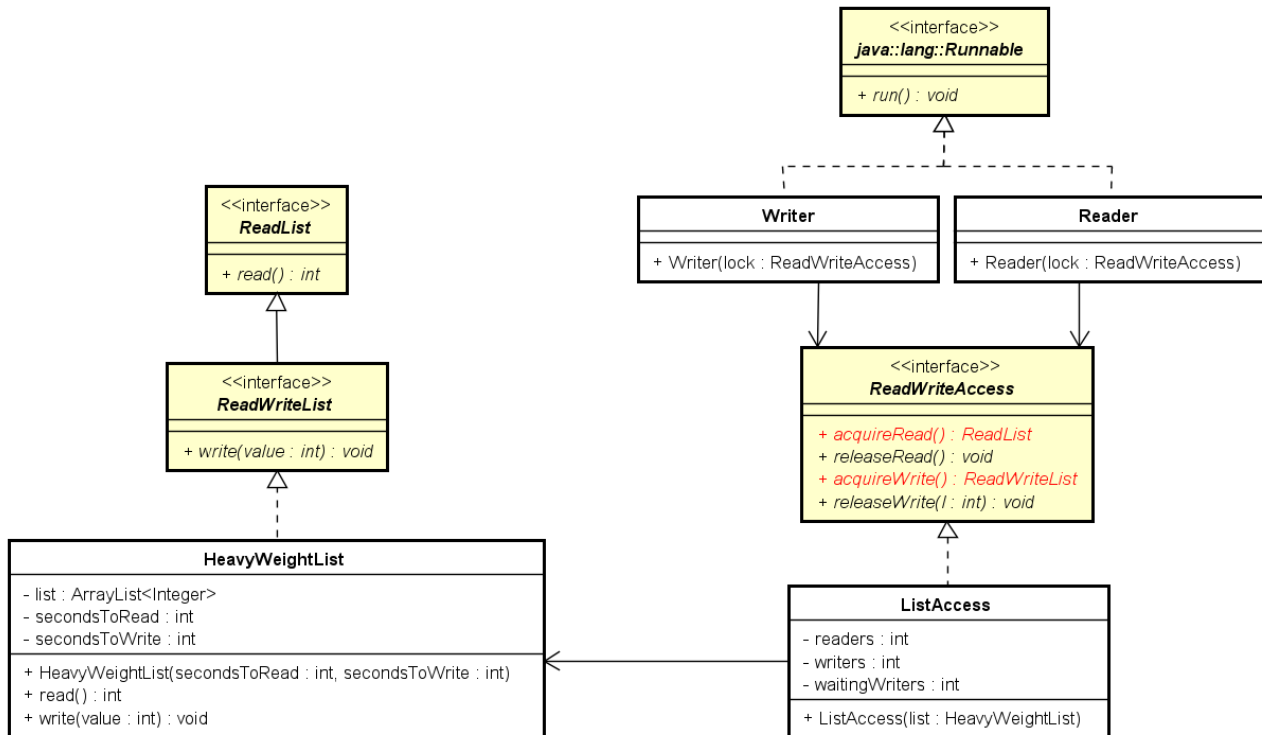 <<interface>>
java::lang::Runnable
+ run() : void
<<interface>>
ReadList
+ read() : int
Writer
+ Writer(lock : ReadWriteAccess)
Reader
+ Reader(lock : ReadWriteAccess)
<<interface>>
ReadWriteList
+ write(value : int) : void
<<interface>>
ReadWriteAccess
+ acquireRead() : ReadList
+ releaseRead() : void
+ acquireWrite() : ReadWriteList
+ releaseWrite(l : int) : void
HeavyWeightList
- list : ArrayList<Integer>
- secondsToRead : int
- secondsToWrite : int
+ HeavyWeightList(secondsToRead : int, secondsToWrite : int)
+ read() : int
+ write(value : int) : void
ListAccess
- readers : int
- writers : int
- waitingWriters : int
+ ListAccess(list : HeavyWeightList)